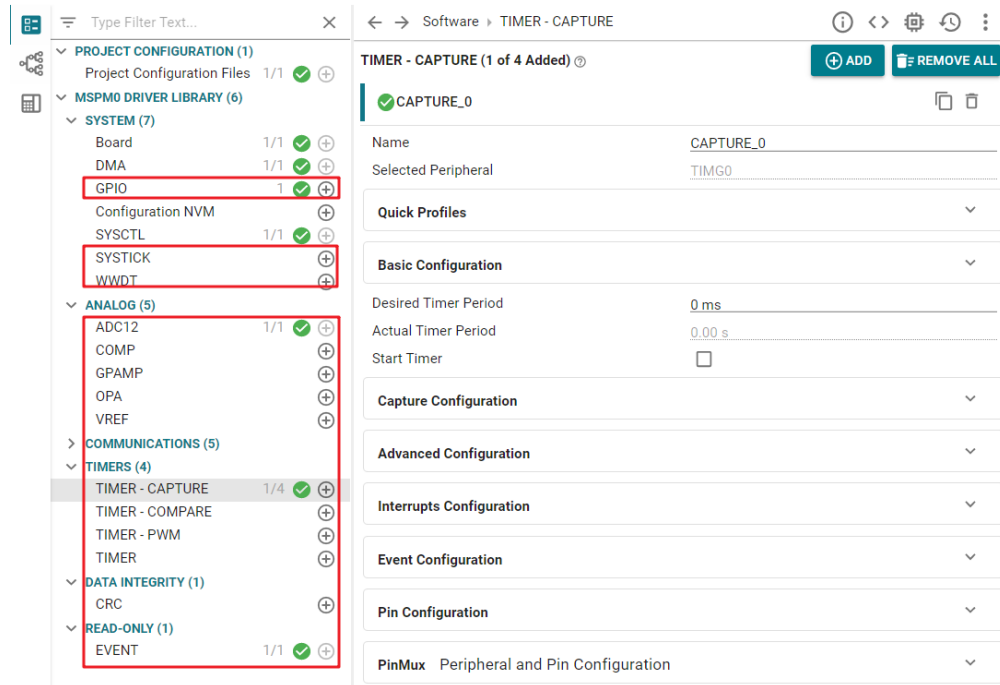 Type Filter Text...
PROJECT CONFIGURATION (1)
Project Configuration Files 1/1
MSPM0 DRIVER LIBRARY (6)
SYSTEM (7)
Board 1/1
DMA 1/1
GPIO 1
Configuration NVM
SYSCTL 1/1
SYSTICK
WWDT
ANALOG (5)
ADC12 1/1
COMP
GPAMP
OPA
VREF
COMMUNICATIONS (5)
TIMERS (4)
TIMER - CAPTURE 1/4
TIMER - COMPARE
TIMER - PWM
TIMER
DATA INTEGRITY (1)
CRC
READ-ONLY (1)
EVENT 1/1
Software TIMER - CAPTURE
TIMER - CAPTURE (1 of 4 Added)
ADD
REMOVE ALL
CAPTURE_0
Name CAPTURE_0
Selected Peripheral TIMG0
Quick Profiles
Basic Configuration
Desired Timer Period 0 ms
Actual Timer Period 0.00 s
Start Timer
Capture Configuration
Advanced Configuration
Interrupts Configuration
Event Configuration
Pin Configuration
PinMux Peripheral and Pin Configuration